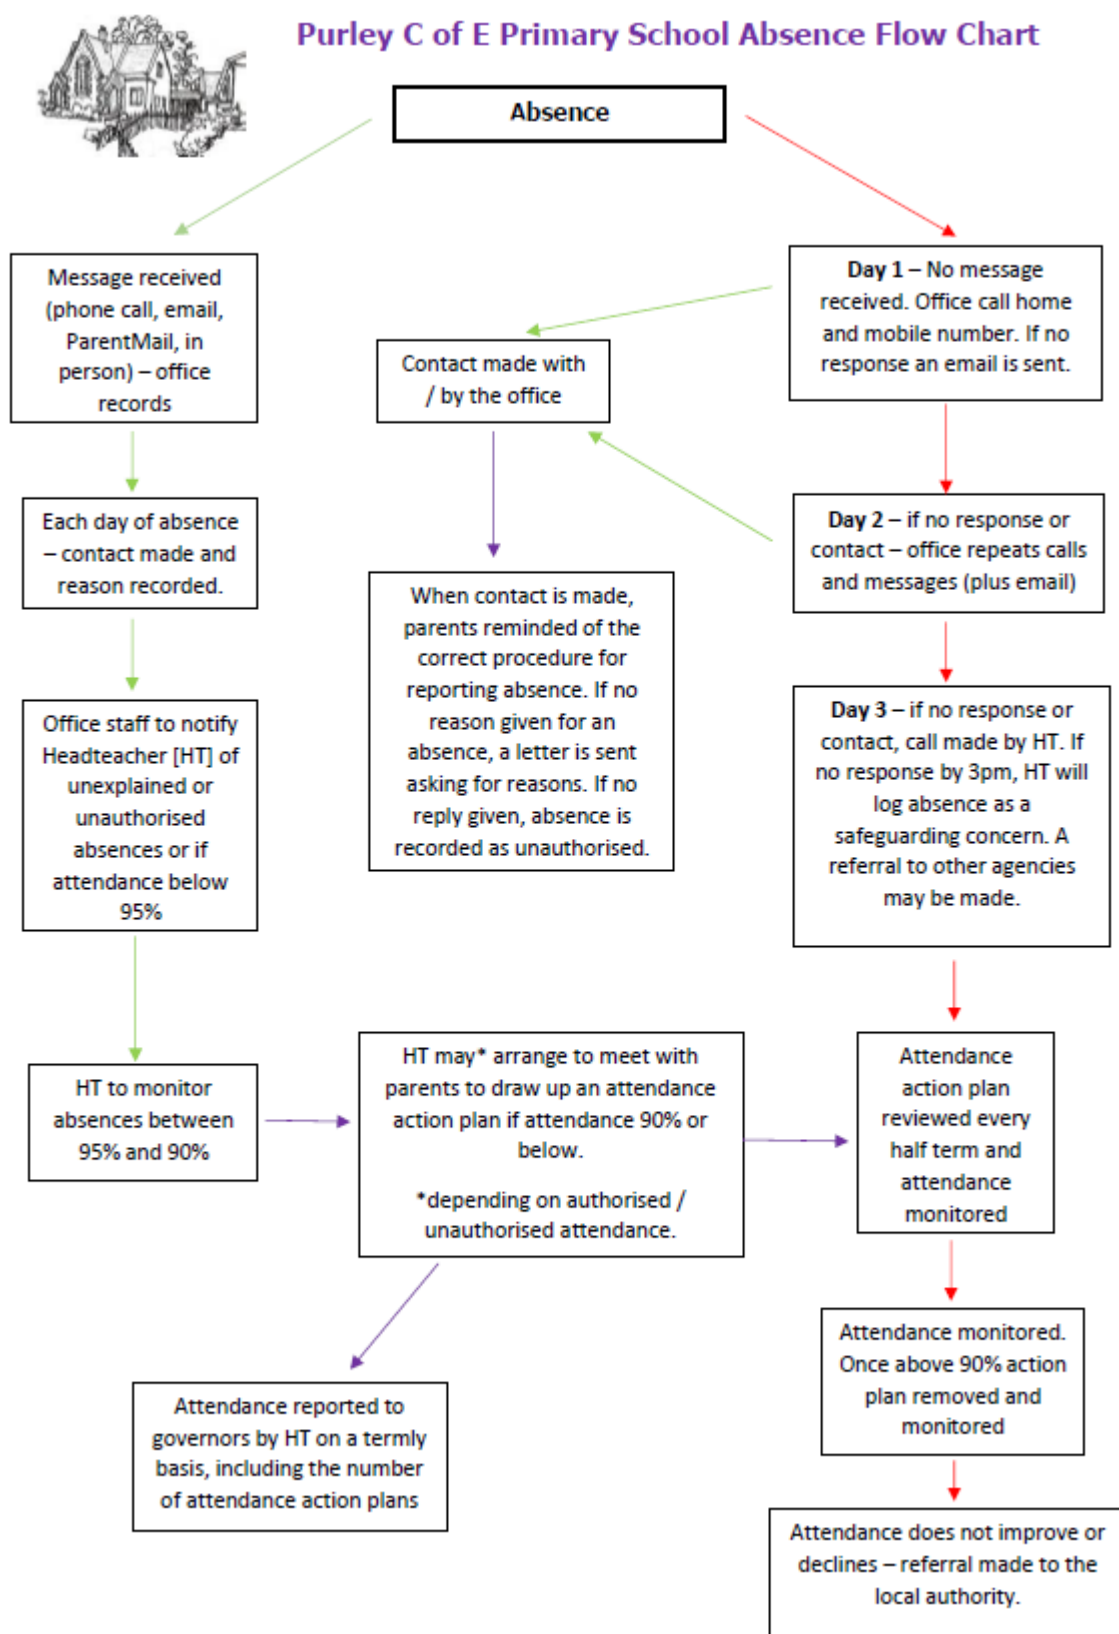 Purley C of E Primary School Absence Flow Chart
Absence
Message received
(phone call, email,
ParentMail, in
person) – office
records
Each day of absence
– contact made and
reason recorded.
Office staff to notify
Headteacher [HT] of
unexplained or
unauthorised
absences or if
attendance below
95%
HT to monitor
absences between
95% and 90%
Contact made with
/ by the office
When contact is made,
parents reminded of the
correct procedure for
reporting absence. If no
reason given for an
absence, a letter is sent
asking for reasons. If no
reply given, absence is
recorded as unauthorised.
Day 1 – No message
received. Office call home
and mobile number. If no
response an email is sent.
Day 2 – if no response or
contact – office repeats calls
and messages (plus email)
Day 3 – if no response or
contact, call made by HT. If
no response by 3pm, HT will
log absence as a
safeguarding concern. A
referral to other agencies
may be made.
HT may* arrange to meet with
parents to draw up an attendance
action plan if attendance 90% or
below.
*depending on authorised /
unauthorised attendance.
Attendance
action plan
reviewed every
half term and
attendance
monitored
Attendance reported to
governors by HT on a termly
basis, including the number
of attendance action plans
Attendance monitored.
Once above 90% action
plan removed and
monitored
Attendance does not improve or
declines – referral made to the
local authority.